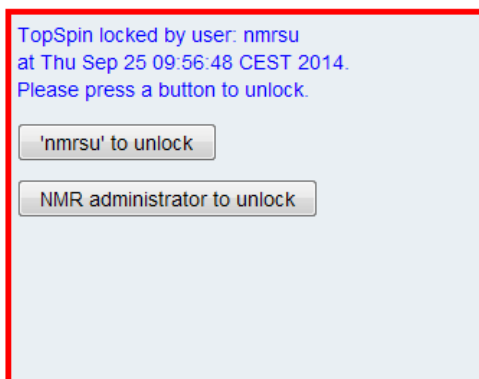 TopSpin locked by user: nmrsu
at Thu Sep 25 09:56:48 CEST 2014.
Please press a button to unlock.
'nmrsu' to unlock
NMR administrator to unlock